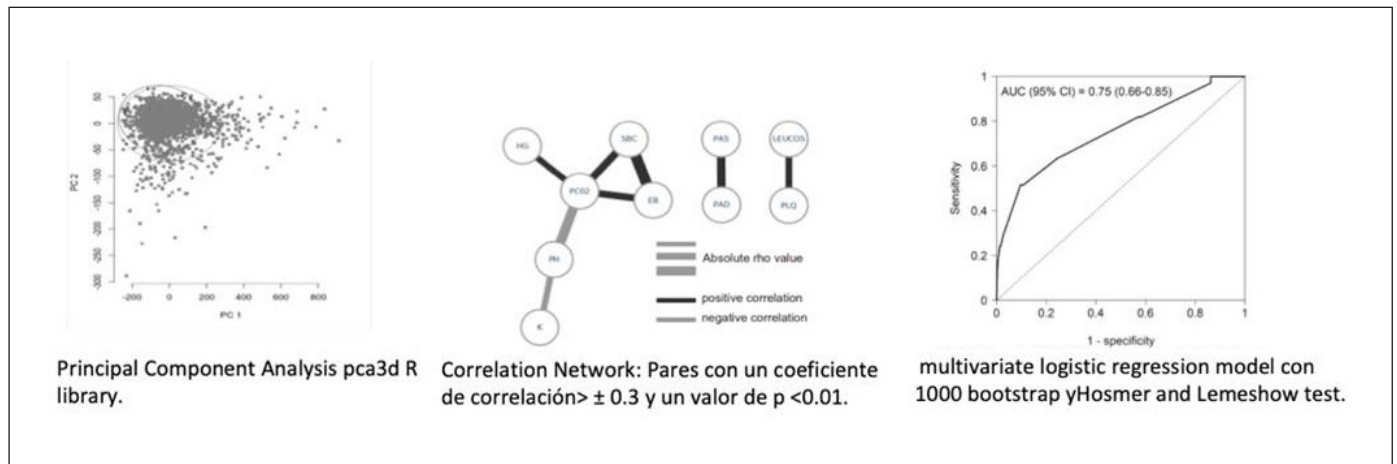 50
0
-50
-100
-150
-200
-300
PC 2
-200 0 200 400 600 800
PC 1
Principal Component Analysis pca3d R
library.
HG
SBC
PC02
EB
PH
K
PAS
PAD
LEUCOS
PLQ
Absolute rho value
positive correlation
negative correlation
Correlation Network: Pares con un coeficiente
de correlación> ± 0.3 y un valor de p <0.01.
AUC (95% CI) = 0.75 (0.66-0.85)
1
0.8
0.6
0.4
0.2
0
Sensitivity
0 0.2 0.4 0.6 0.8 1
1 - specificity
multivariate logistic regression model con
1000 bootstrap yHosmer and Lemeshow test.